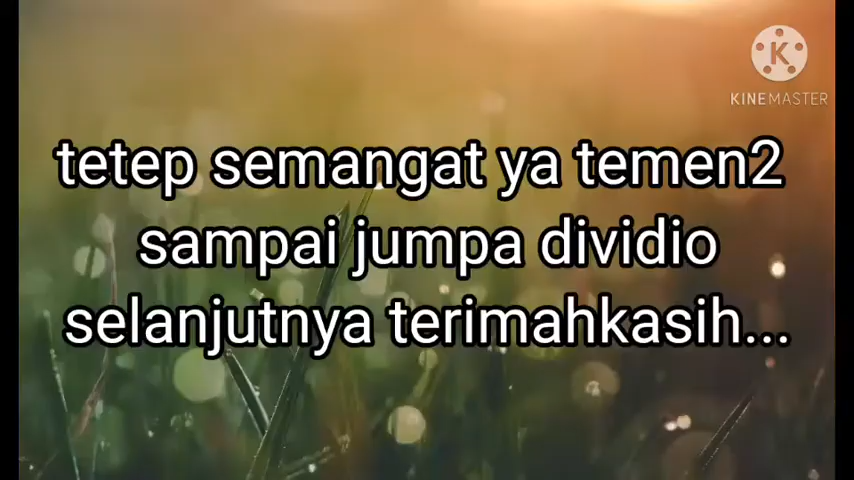 K
KINEMASTER
tetep semangat ya temen2
sampai jumpa dividio
selanjutnya terimahkasih...